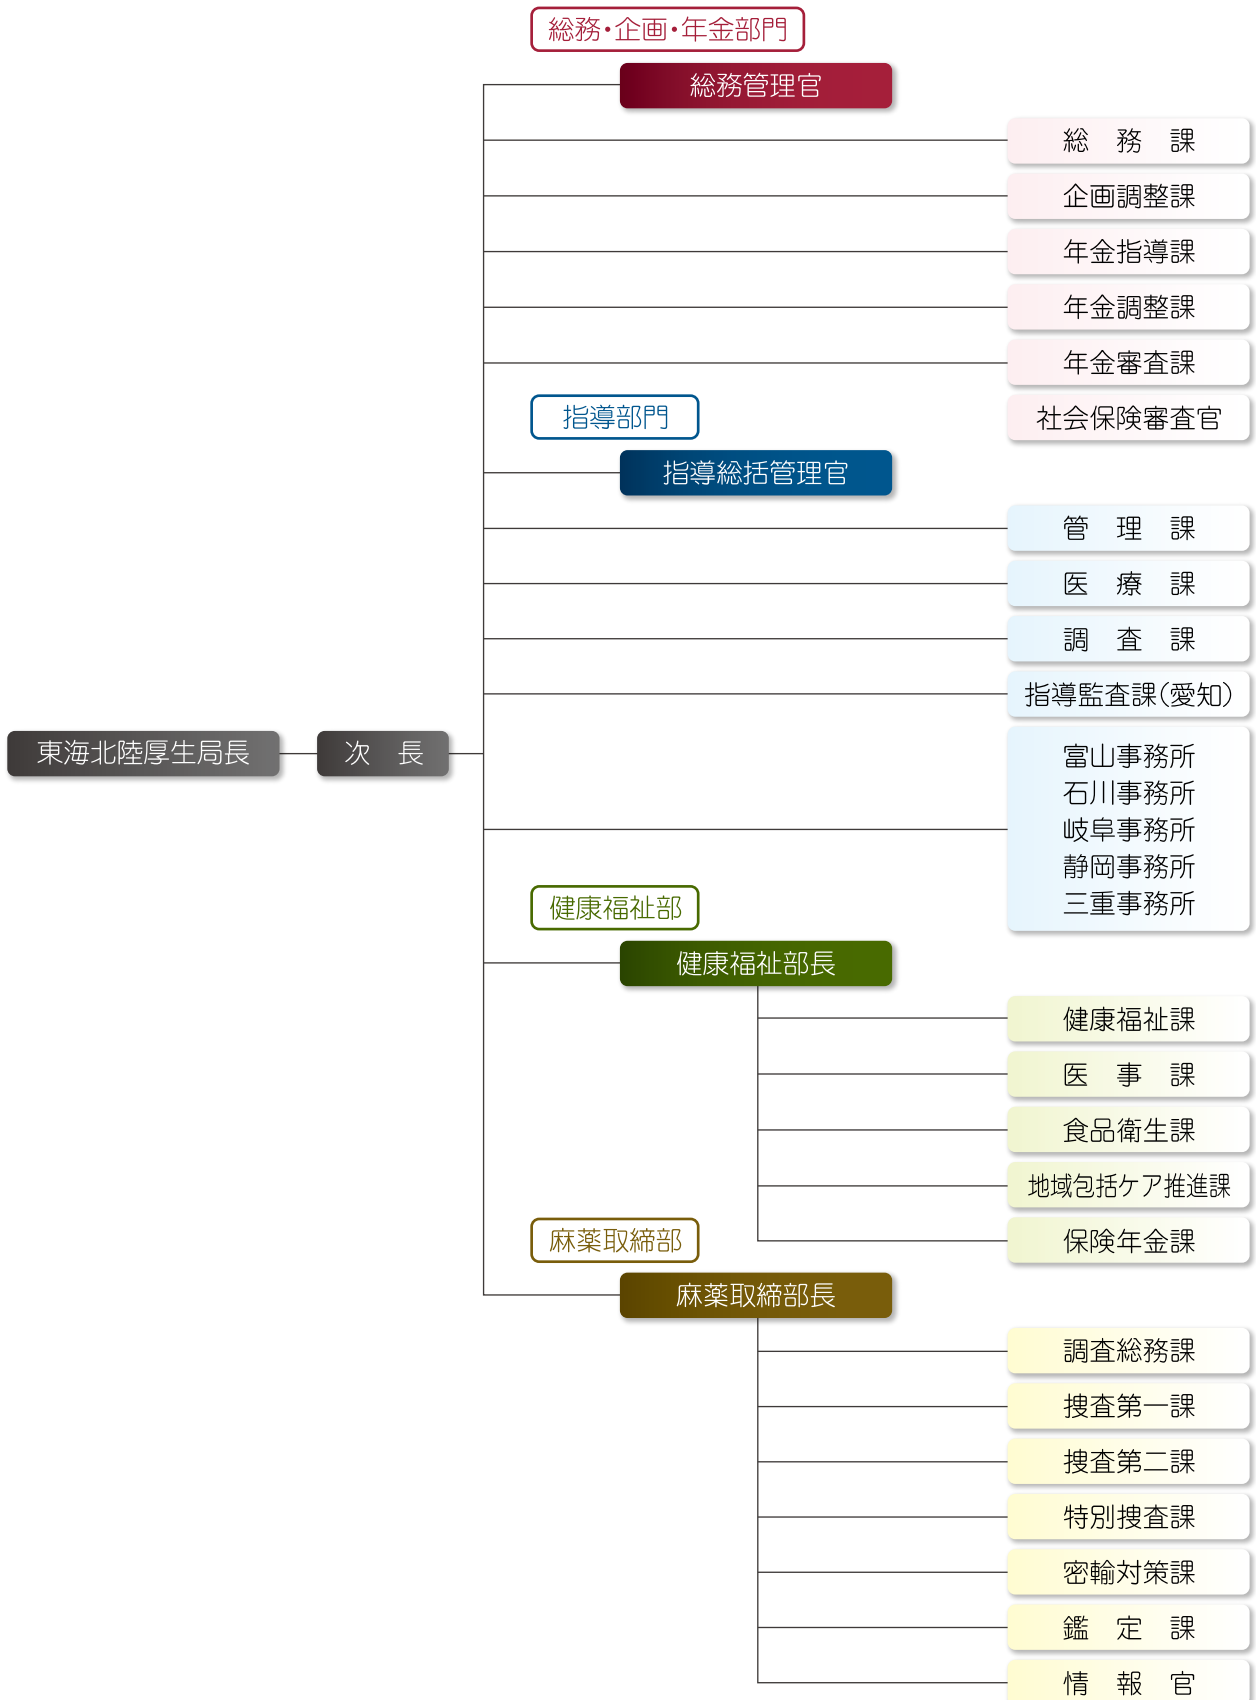 総務・企画・年金部門
総務管理官
総　務　課
企画調整課
年金指導課
年金調整課
年金審査課
指導部門
社会保険審査官
指導総括管理官
管　理　課
医　療　課
調　査　課
指導監査課（愛知）
東海北陸厚生局長
次　長
富山事務所
石川事務所
岐阜事務所
静岡事務所
三重事務所
健康福祉部
健康福祉部長
健康福祉課
医　事　課
食品衛生課
地域包括ケア推進課
保険年金課
麻薬取締部
麻薬取締部長
調査総務課
捜査第一課
捜査第二課
特別捜査課
密輸対策課
鑑　定　課
情　報　官